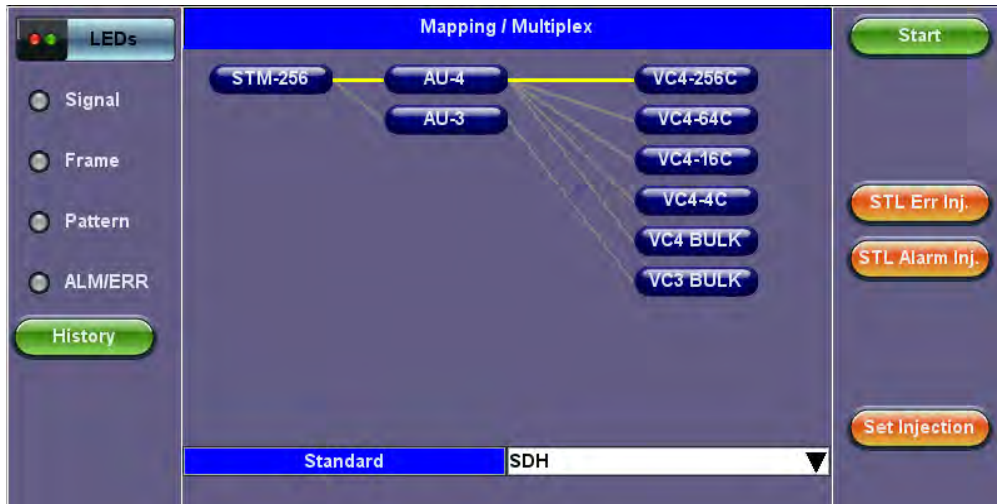 LEDs
Signal
Frame
Pattern
ALM/ERR
History
Mapping / Multiplex
STM-256
AU-4
VC4-256C
AU-3
VC4-64C
VC4-16C
VC4-4C
VC4 BULK
VC3 BULK
Standard
SDH
Start
STL Err Inj.
STL Alarm Inj.
Set Injection